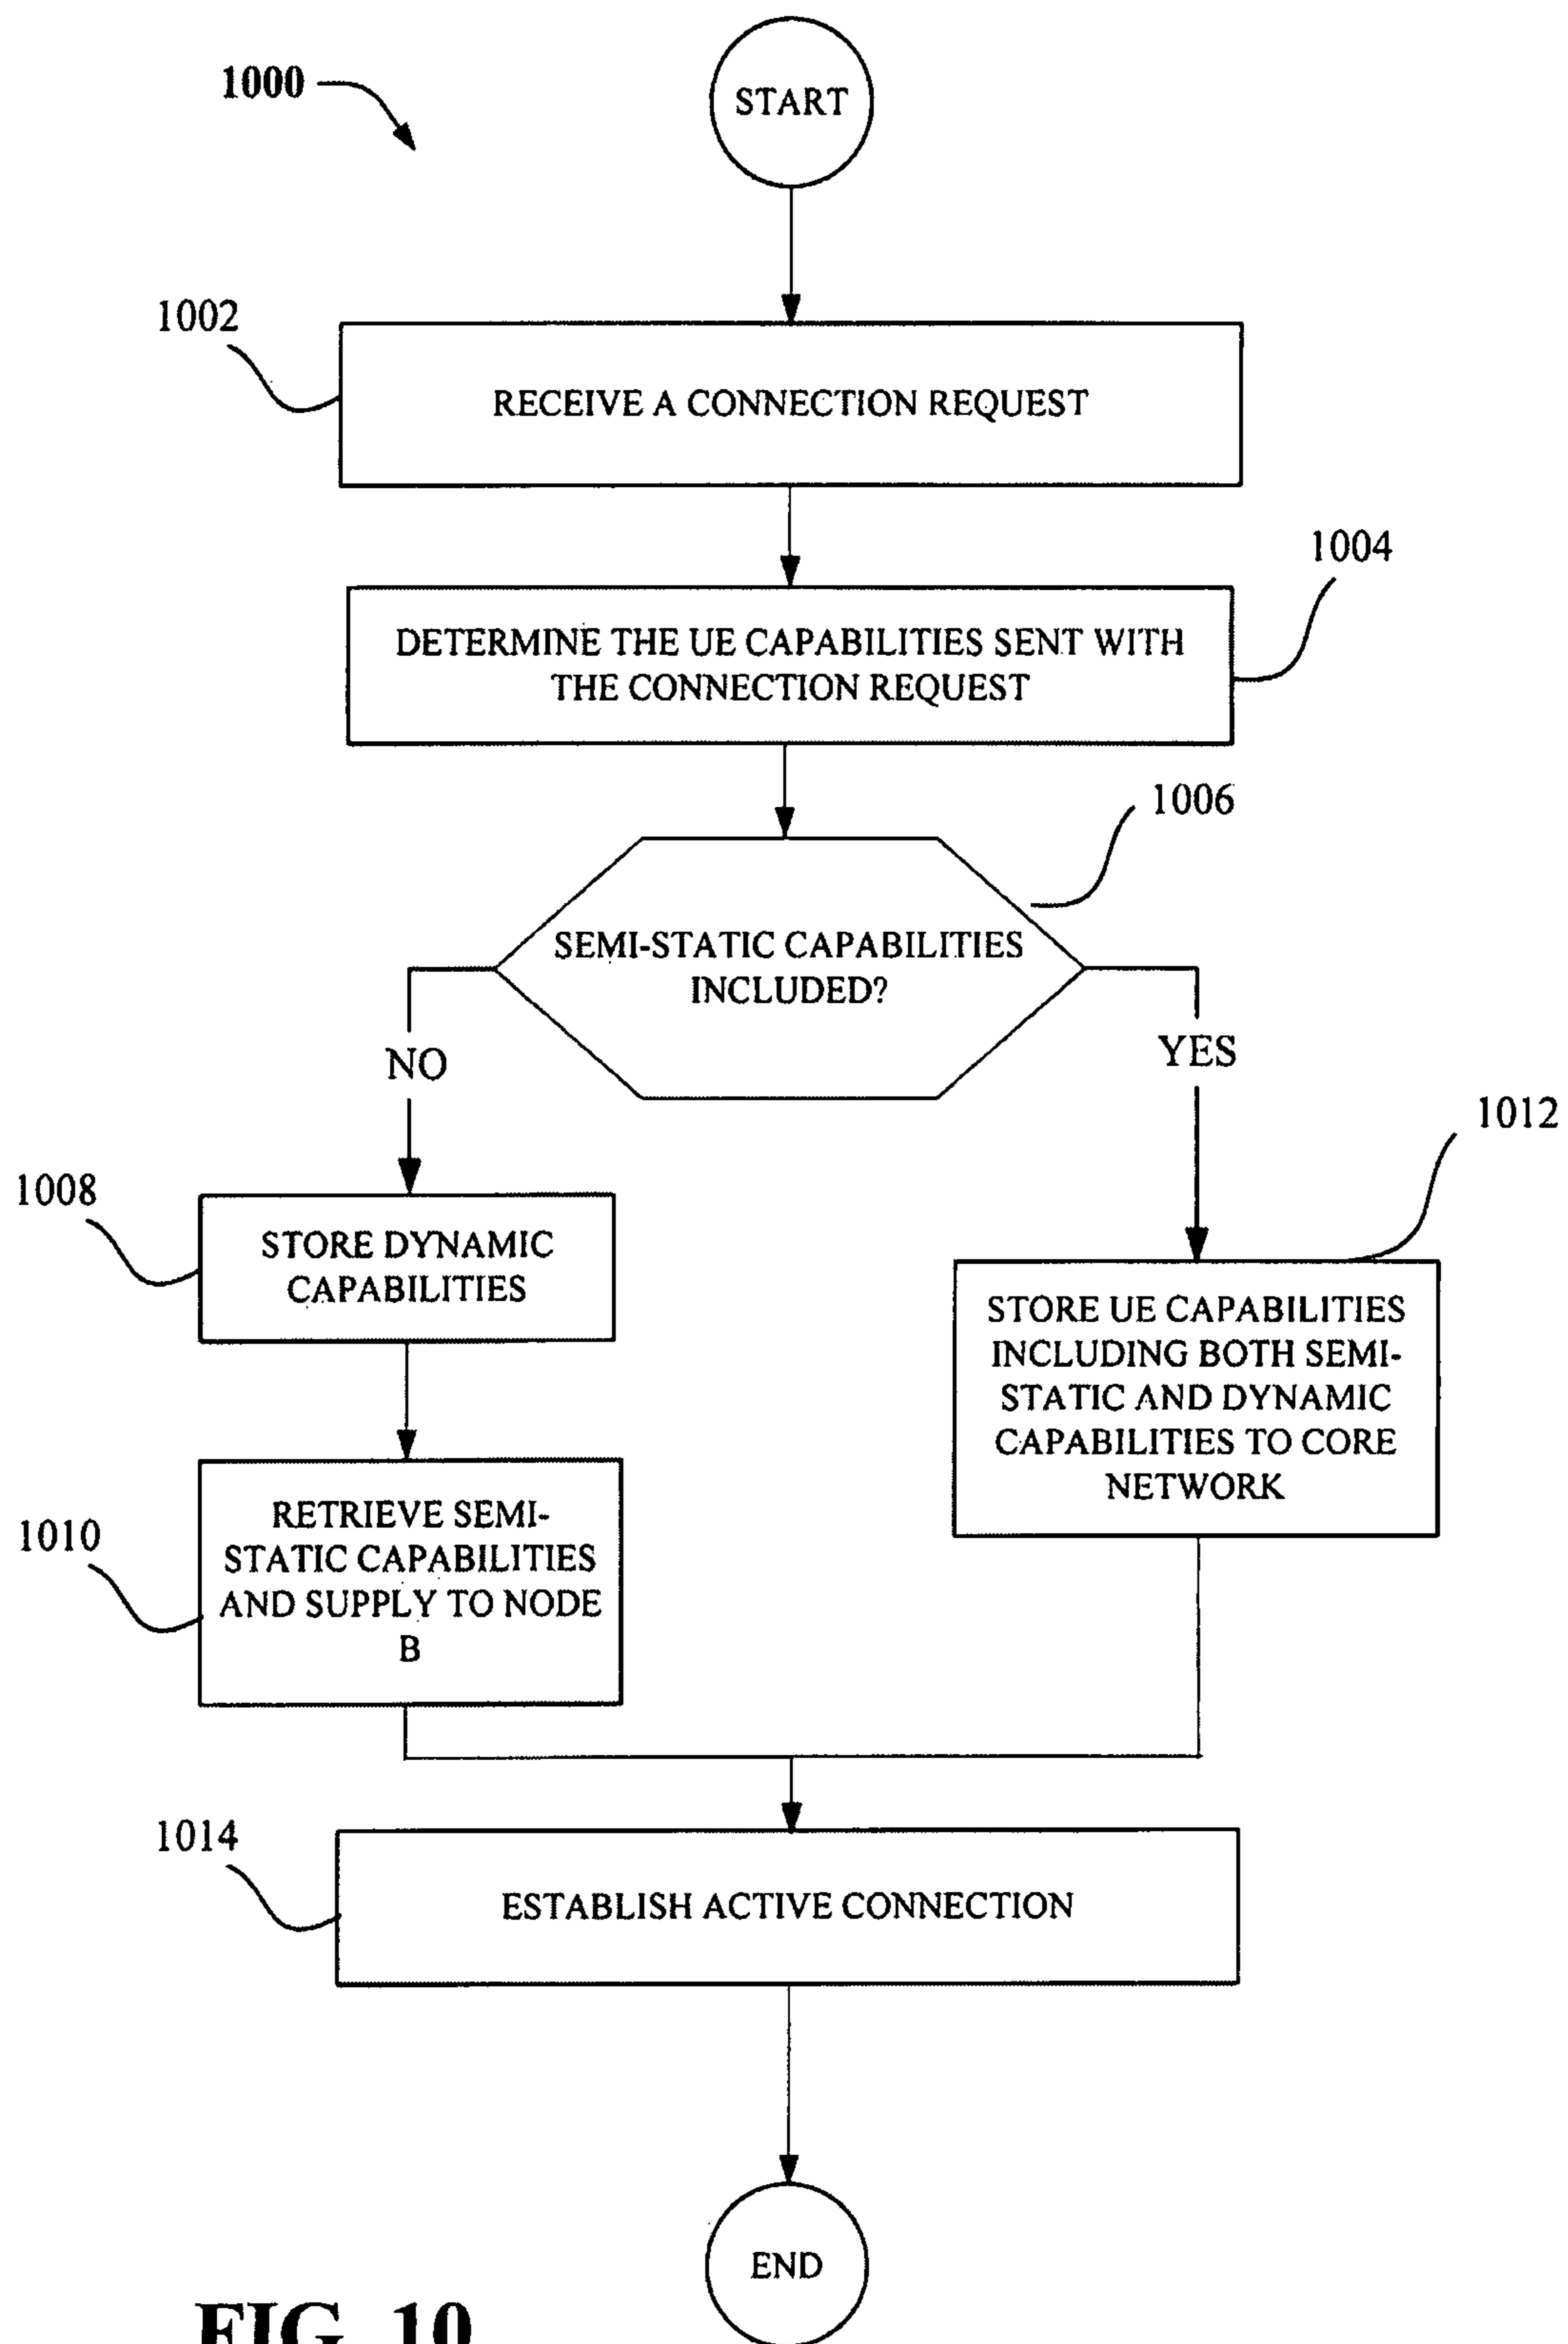 1000
START
1002
RECEIVE A CONNECTION REQUEST
1004
DETERMINE THE UE CAPABILITIES SENT WITH
THE CONNECTION REQUEST
1006
SEMI-STATIC CAPABILITIES
INCLUDED?
NO
YES
1008
STORE DYNAMIC
CAPABILITIES
1012
STORE UE CAPABILITIES
INCLUDING BOTH SEMI-
STATIC AND DYNAMIC
CAPABILITIES TO CORE
NETWORK
1010
RETRIEVE SEMI-
STATIC CAPABILITIES
AND SUPPLY TO NODE
B
1014
ESTABLISH ACTIVE CONNECTION
END
FIG. 10